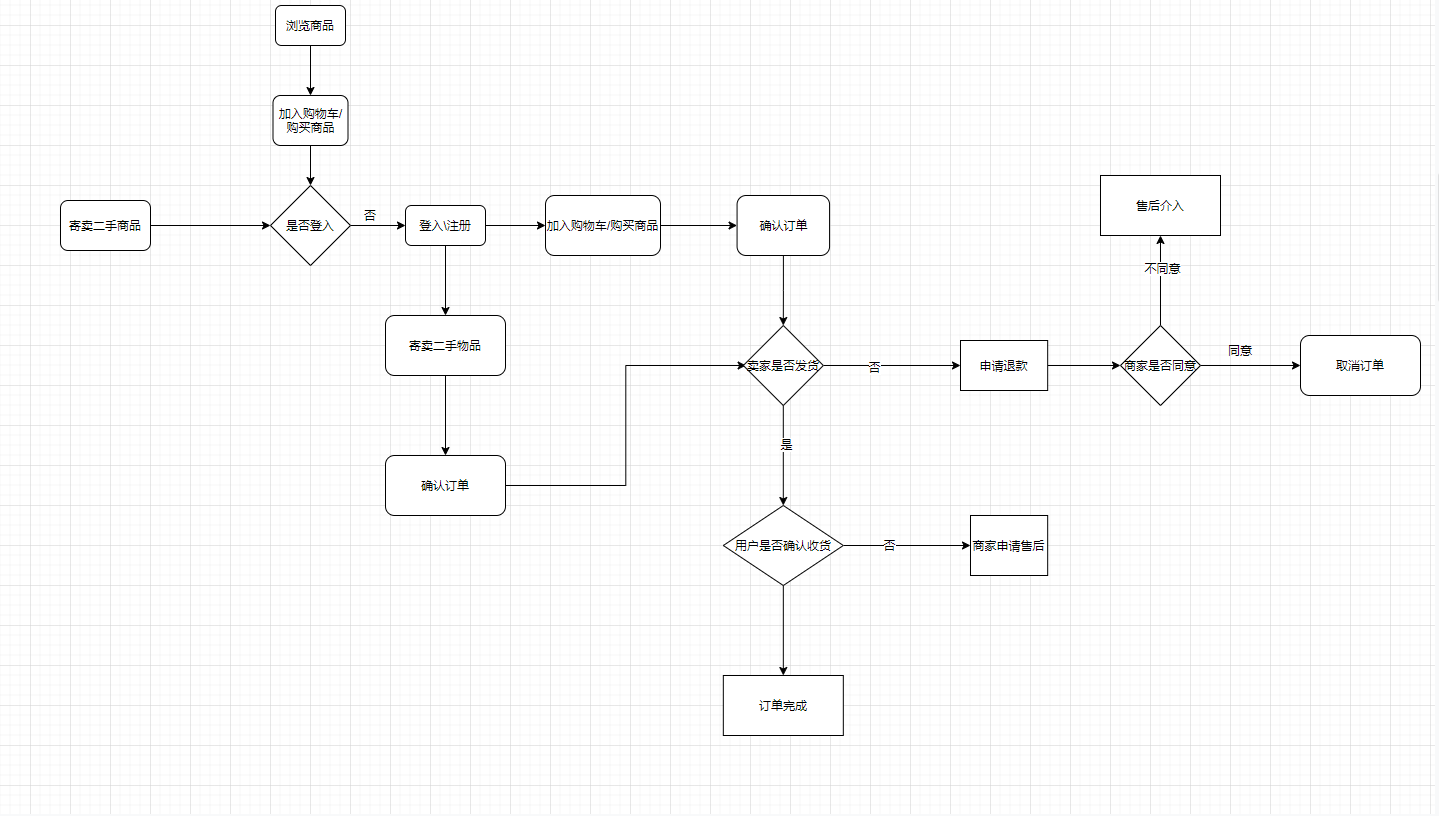 浏览商品
加入购物车/
购买商品
寄卖二手商品
是否登入
否
登入\注册
加入购物车/购买商品
确认订单
售后介入
不同意
寄卖二手物品
卖家是否发货
否
申请退款
商家是否同意
同意
取消订单
是
确认订单
用户是否确认收货
否
商家申请售后
订单完成